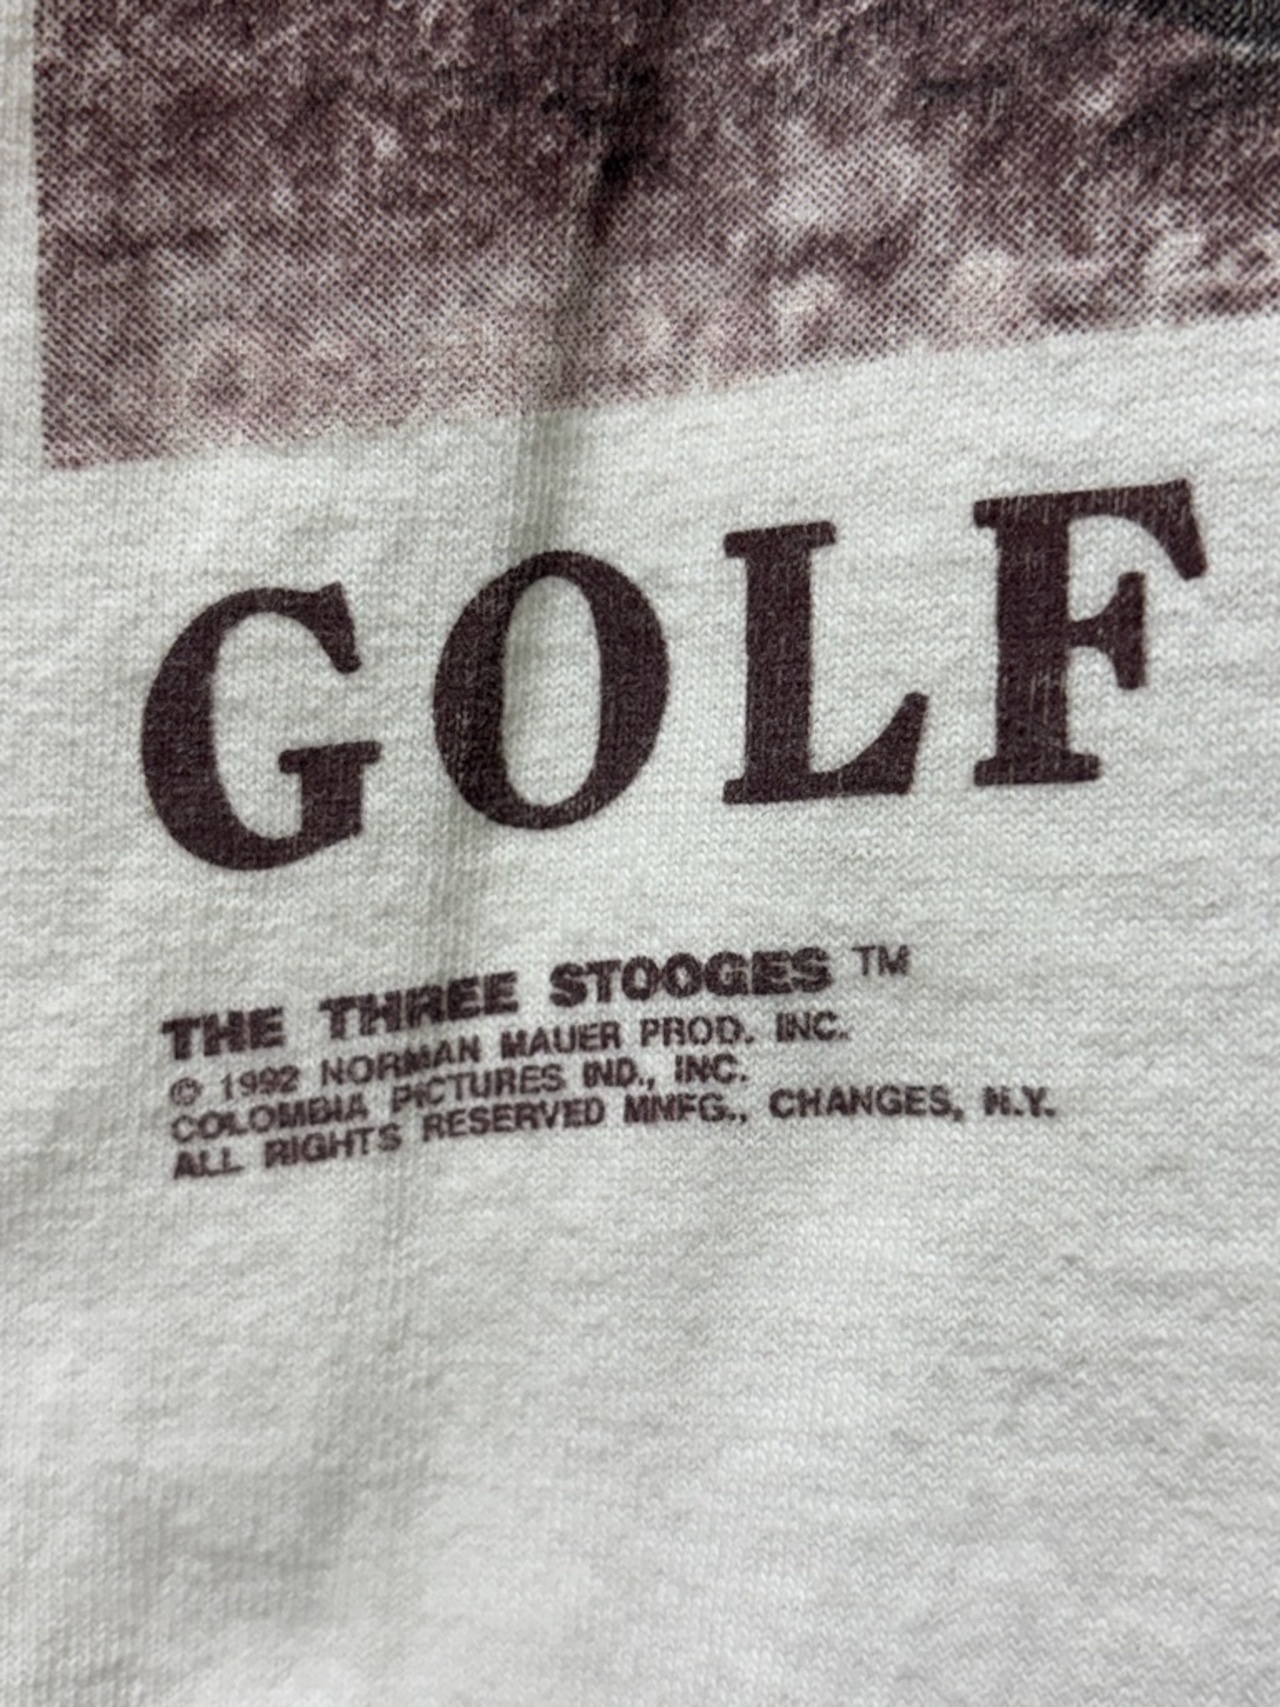 GOLF
THE THREE STOOGES ™
© 1992 NORMAN MAUER PROD. INC.
COLOMBIA PICTURES IND., INC.
ALL RIGHTS RESERVED MNFG., CHANGES, N.Y.